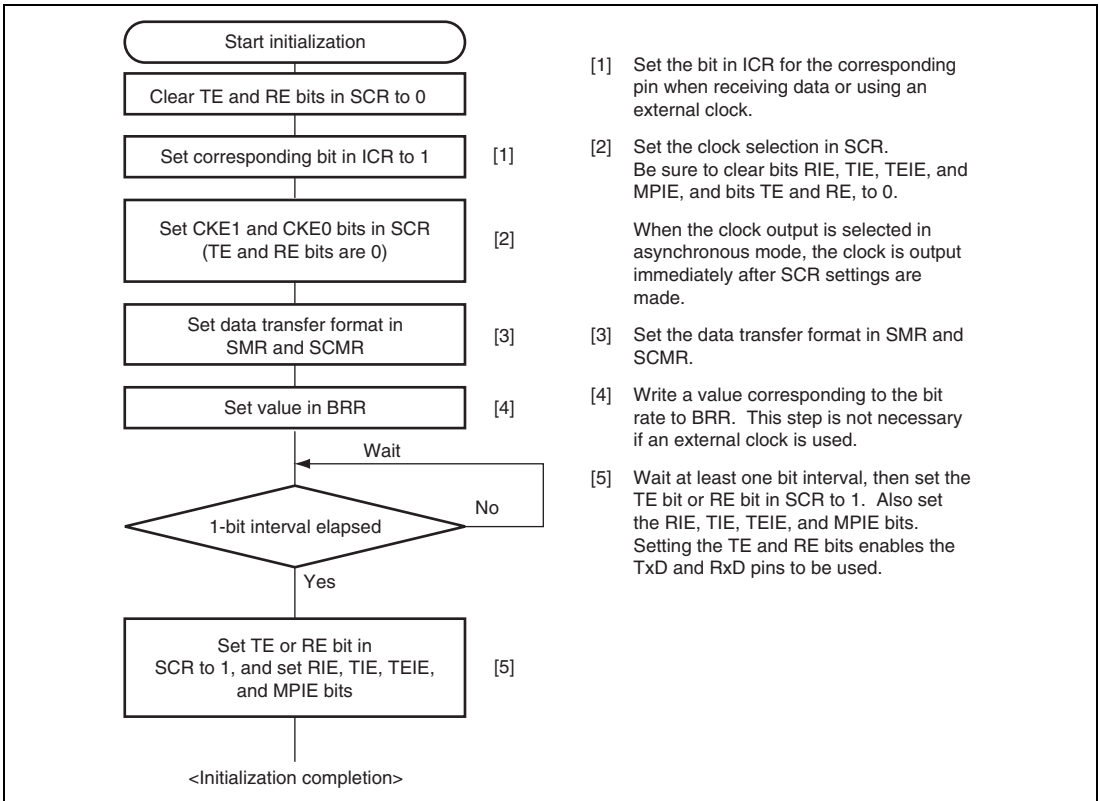 Start initialization
Clear TE and RE bits in SCR to 0
Set corresponding bit in ICR to 1
[1]
Set CKE1 and CKE0 bits in SCR
(TE and RE bits are 0)
[2]
Set data transfer format in
SMR and SCMR
[3]
Set value in BRR
[4]
Wait
No
1-bit interval elapsed
Yes
Set TE or RE bit in
SCR to 1, and set RIE, TIE, TEIE,
and MPIE bits
[5]
<Initialization completion>
[1] Set the bit in ICR for the corresponding
pin when receiving data or using an
external clock.
[2] Set the clock selection in SCR.
Be sure to clear bits RIE, TIE, TEIE, and
MPIE, and bits TE and RE, to 0.
When the clock output is selected in
asynchronous mode, the clock is output
immediately after SCR settings are
made.
[3] Set the data transfer format in SMR and
SCMR.
[4] Write a value corresponding to the bit
rate to BRR. This step is not necessary
if an external clock is used.
[5] Wait at least one bit interval, then set the
TE bit or RE bit in SCR to 1. Also set
the RIE, TIE, TEIE, and MPIE bits.
Setting the TE and RE bits enables the
TxD and RxD pins to be used.